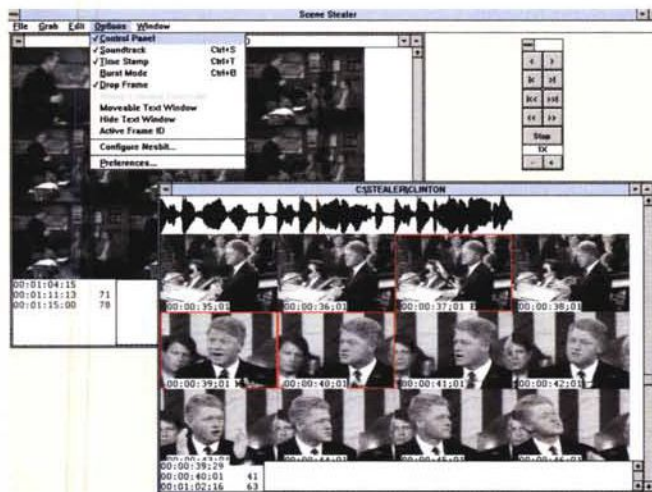 Scene Stealer
File Grab Edit Options Window
✓Control Panel
✓Soundtrack Ctrl+S
✓Time Stamp Ctrl+T
Burst Mode Ctrl+B
✓Drop Frame
Moveable Text Window
Hide Text Window
Active Frame ID
Configure Nesbit...
Preferences...
< >
Stop
1X
- +
00:01:04:15
00:01:11:13 71
00:01:15:00 78
C:\STEALER\CLINTON
00:00:35;01 00:00:36;01 00:00:37;01 00:00:38;01
00:00:39;01 00:00:40;01 00:00:41;01 00:00:42;01
00:00:39;29
00:00:40;01 41
00:01:02:16 63